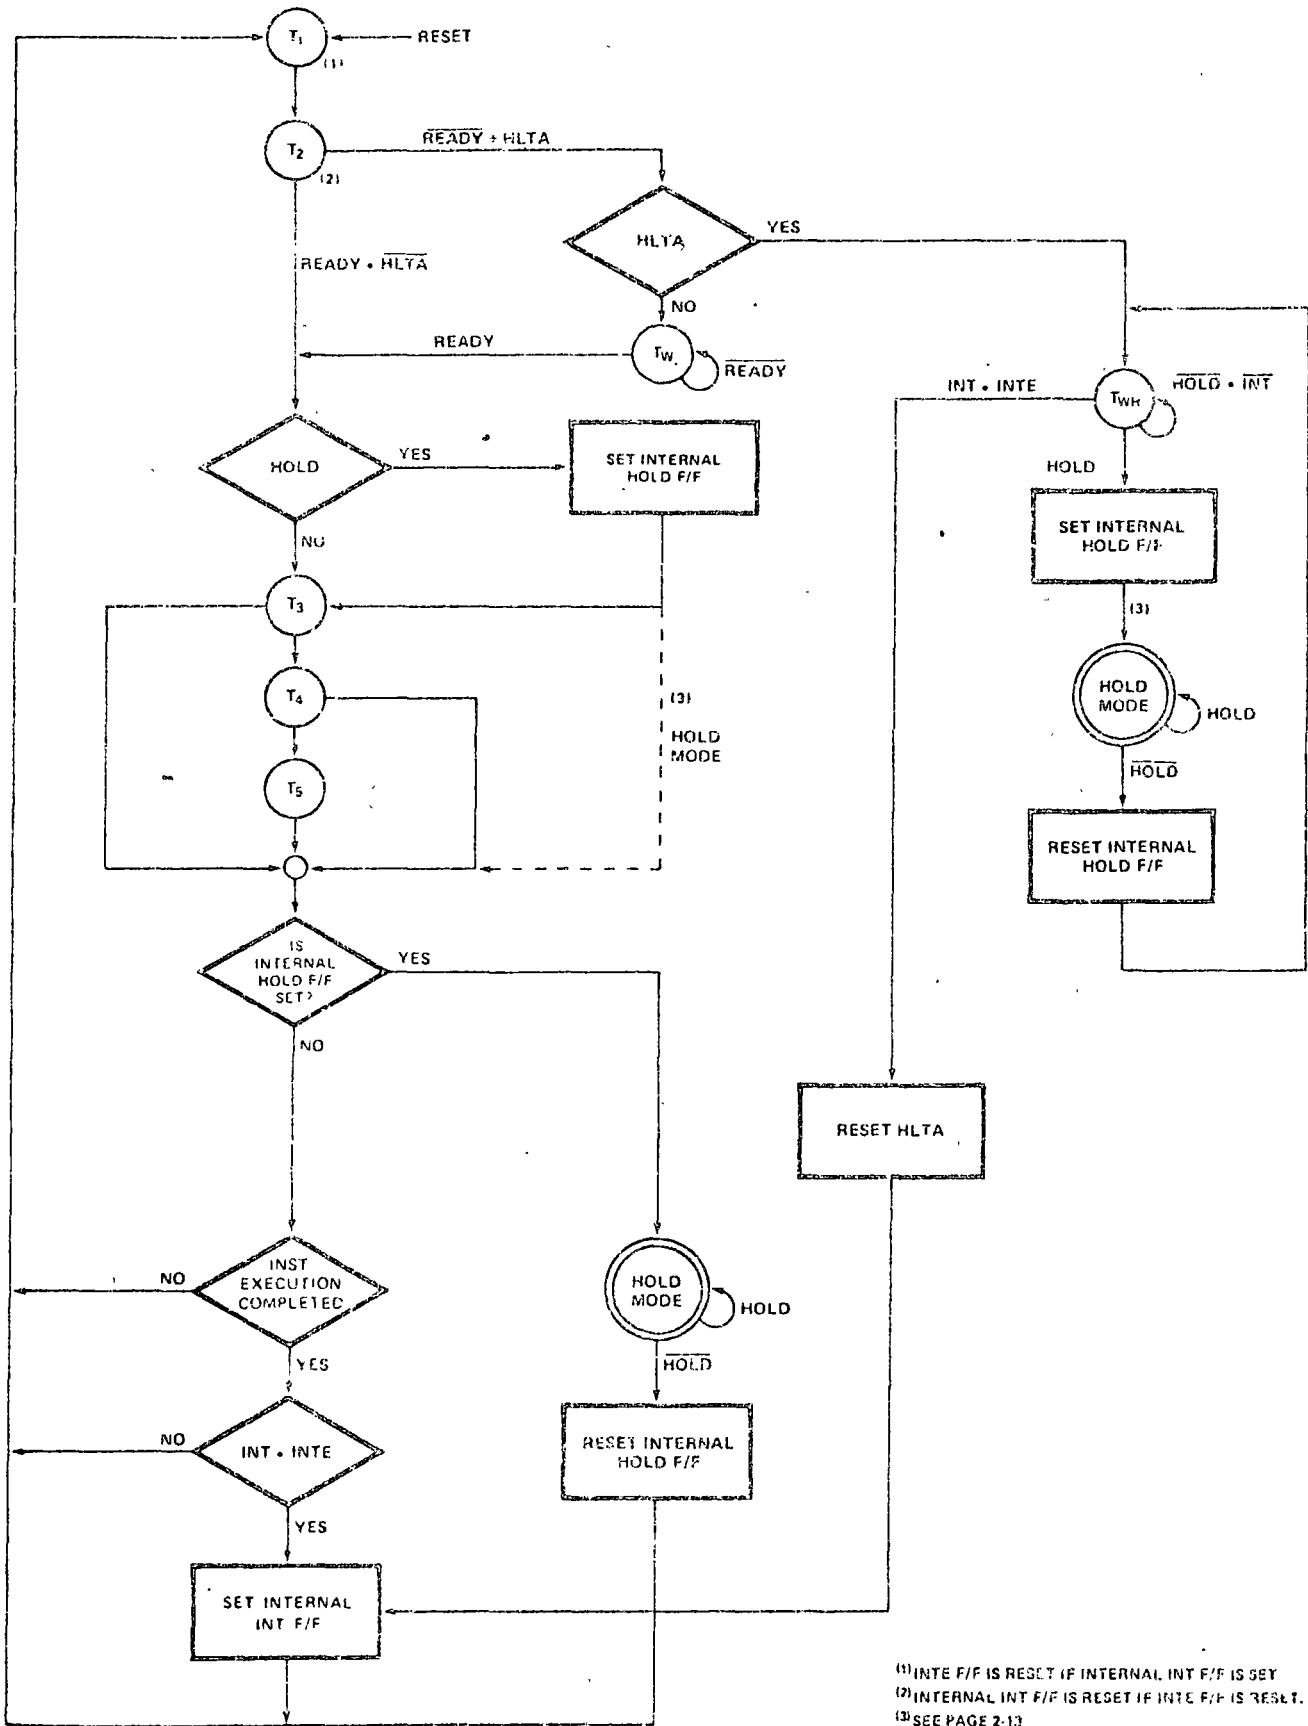 T1
RESET
(1)
T2
(2)
READY + HLTA
HLTA
YES
NO
READY • HLTA
READY
TW
READY
INT • INTE
TWH
HOLD • INT
HOLD
YES
NO
SET INTERNAL
HOLD F/F
HOLD
SET INTERNAL
HOLD F/F
(3)
T3
T4
T5
(3)
HOLD
MODE
HOLD
MODE
HOLD
HOLD
RESET INTERNAL
HOLD F/F
IS
INTERNAL
HOLD F/F
SET?
YES
NO
RESET HLTA
INST
EXECUTION
COMPLETED
NO
YES
HOLD
MODE
HOLD
HOLD
RESET INTERNAL
HOLD F/F
INT • INTE
NO
YES
SET INTERNAL
INT F/F
(1) INTE F/F IS RESET IF INTERNAL INT F/F IS SET
(2) INTERNAL INT F/F IS RESET IF INTE F/F IS RESET.
(3) SEE PAGE 2-13